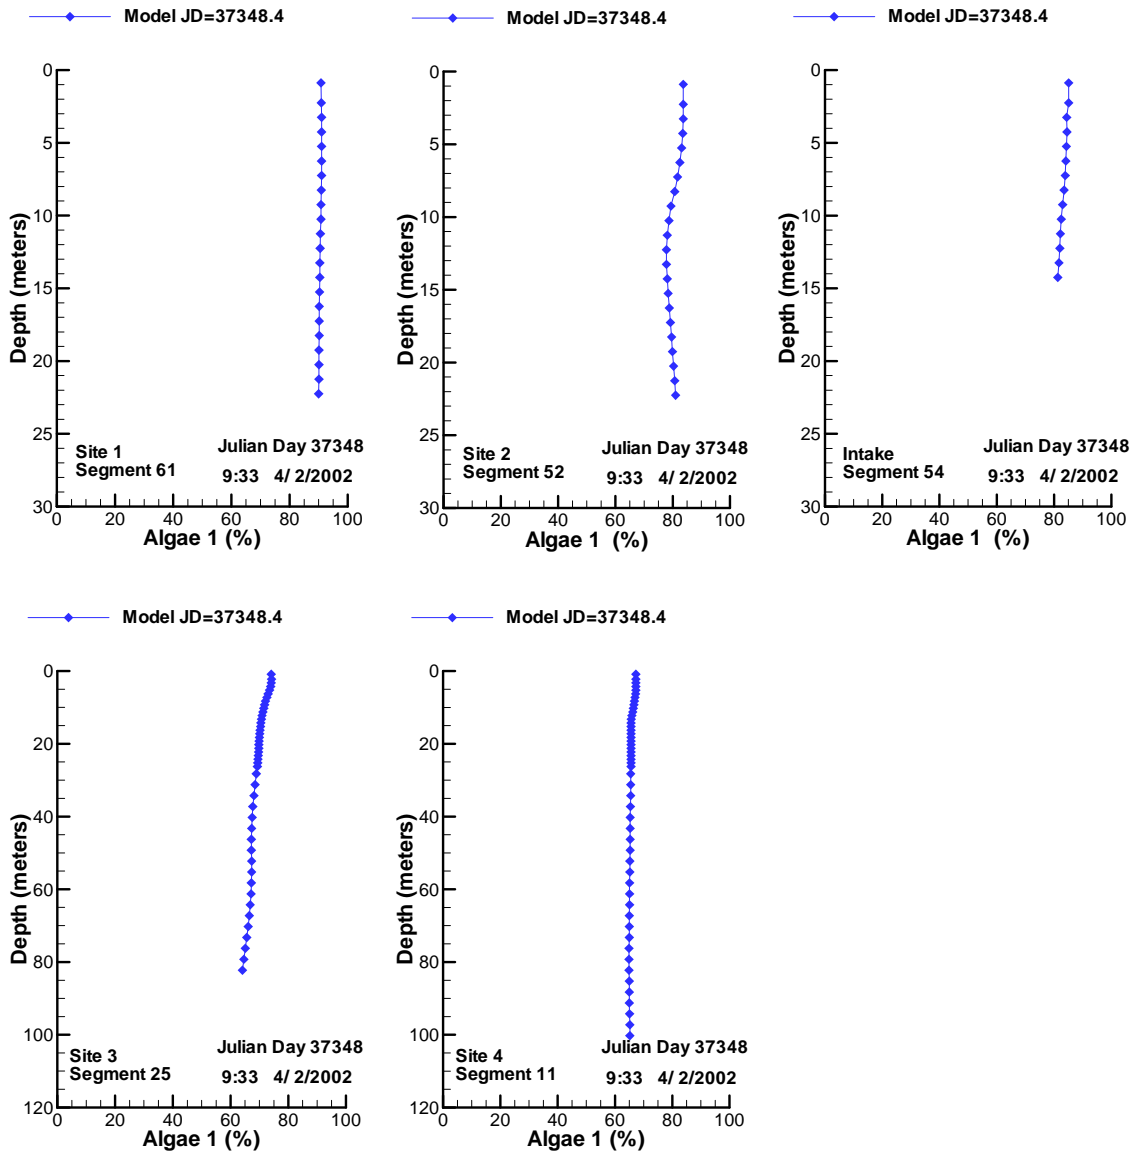 Model JD=37348.4
0
5
10
15
20
25
30
Depth (meters)
Site 1
Segment 61
Julian Day 37348
9:33 4/ 2/2002
0 20 40 60 80 100
Algae 1 (%)
Model JD=37348.4
0
5
10
15
20
25
30
Depth (meters)
Site 2
Segment 52
Julian Day 37348
9:33 4/ 2/2002
0 20 40 60 80 100
Algae 1 (%)
Model JD=37348.4
0
5
10
15
20
25
30
Depth (meters)
Intake
Segment 54
Julian Day 37348
9:33 4/ 2/2002
0 20 40 60 80 100
Algae 1 (%)
Model JD=37348.4
0
20
40
60
80
100
120
Depth (meters)
Site 3
Segment 25
Julian Day 37348
9:33 4/ 2/2002
0 20 40 60 80 100
Algae 1 (%)
Model JD=37348.4
0
20
40
60
80
100
120
Depth (meters)
Site 4
Segment 11
Julian Day 37348
9:33 4/ 2/2002
0 20 40 60 80 100
Algae 1 (%)